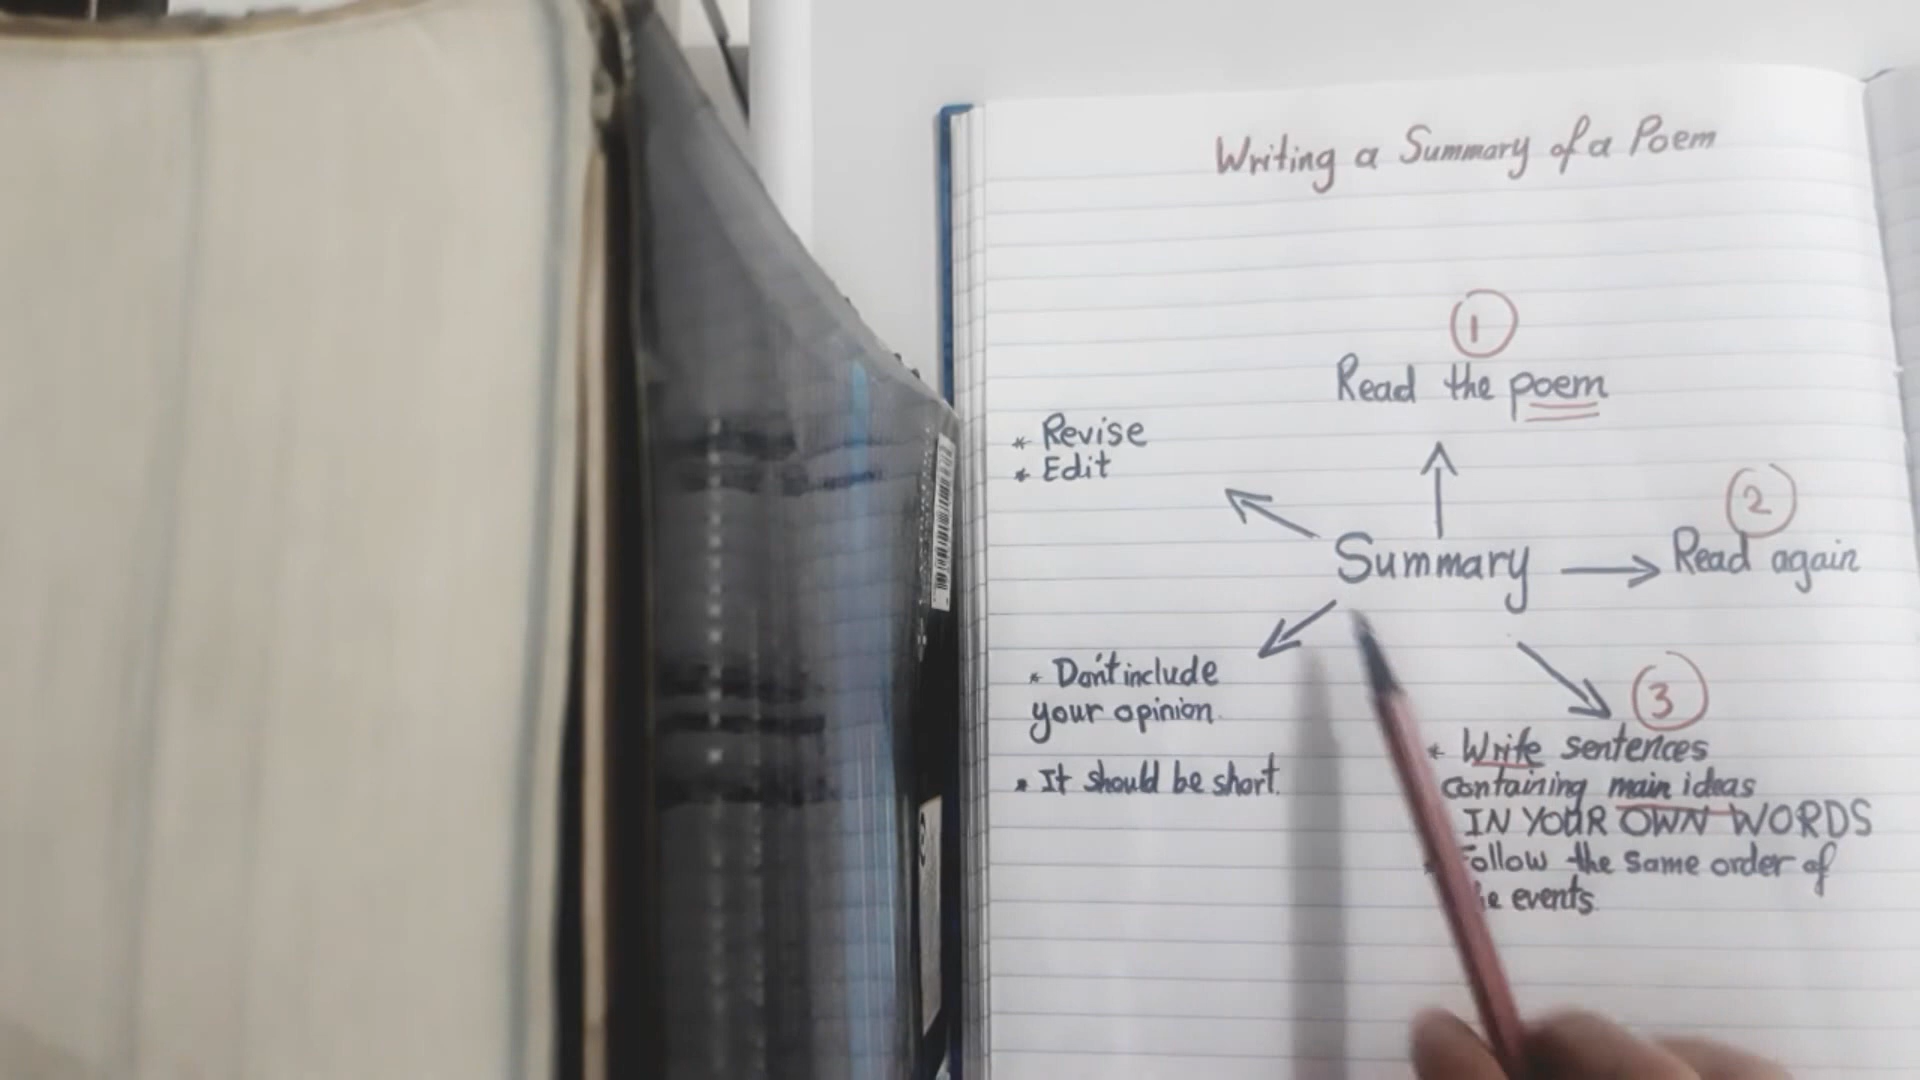 Writing a Summary of a Poem
1
Read the poem
2
Read again
Summary
3
* Write sentences
containing main ideas
IN YOUR OWN WORDS
Follow the same order of
events.
* Don't include
your opinion.
* It should be short.
* Revise
* Edit